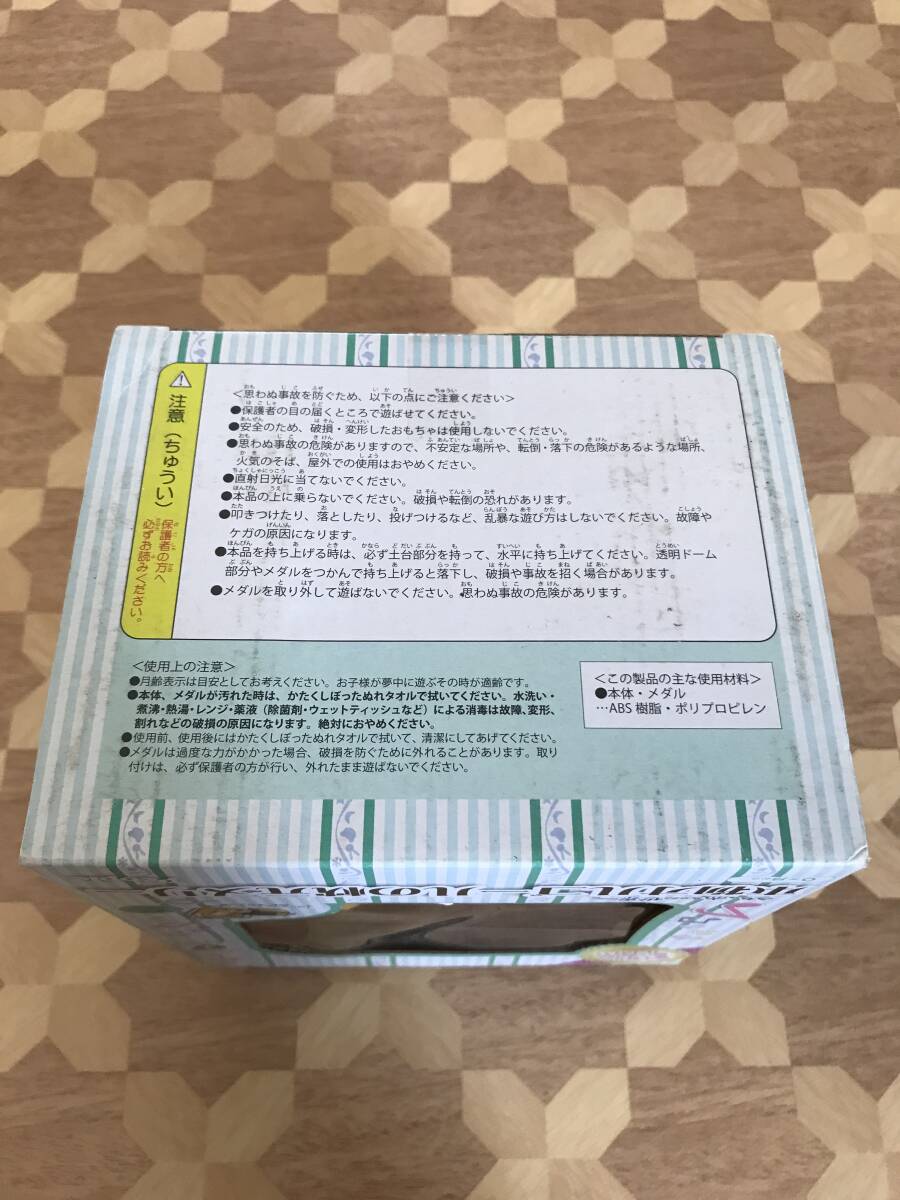 注意(ちゅうい)
保護者の方へ
必ずお読みください。
＜思わぬ事故を防ぐため、以下の点にご注意ください＞
●保護者の目の届くところで遊ばせてください。
●安全のため、破損・変形したおもちゃは使用しないでください。
●思わぬ事故の危険がありますので、不安定な場所や、転倒・落下の危険があるような場所、
火気のそば、屋外での使用はおやめください。
●直射日光に当てないでください。
●本品の上に乗らないでください。破損や転倒の恐れがあります。
●叩きつけたり、落としたり、投げつけるなど、乱暴な遊び方はしないでください。故障や
ケガの原因になります。
●本品を持ち上げる時は、必ず土台部分を持って、水平に持ち上げてください。透明ドーム
部分やメダルをつかんで持ち上げると落下し、破損や事故を招く場合があります。
●メダルを取り外して遊ばないでください。思わぬ事故の危険があります。
＜使用上の注意＞
●月齢表示は目安としてお考えください。お子様が夢中に遊ぶその時が適齢です。
●本体、メダルが汚れた時は、かたくしぼったぬれタオルで拭いてください。水洗い・
煮沸・熱湯・レンジ・薬液（除菌剤・ウェットティッシュなど）による消毒は故障、変形、
割れなどの破損の原因になります。絶対におやめください。
●使用前、使用後にはかたくしぼったぬれタオルで拭いて、清潔にしてあげてください。
●メダルは過度な力がかかった場合、破損を防ぐために外れることがあります。取り
付けは、必ず保護者の方が行い、外れたまま遊ばないでください。
＜この製品の主な使用材料＞
●本体・メダル
…ABS 樹脂・ポリプロピレン